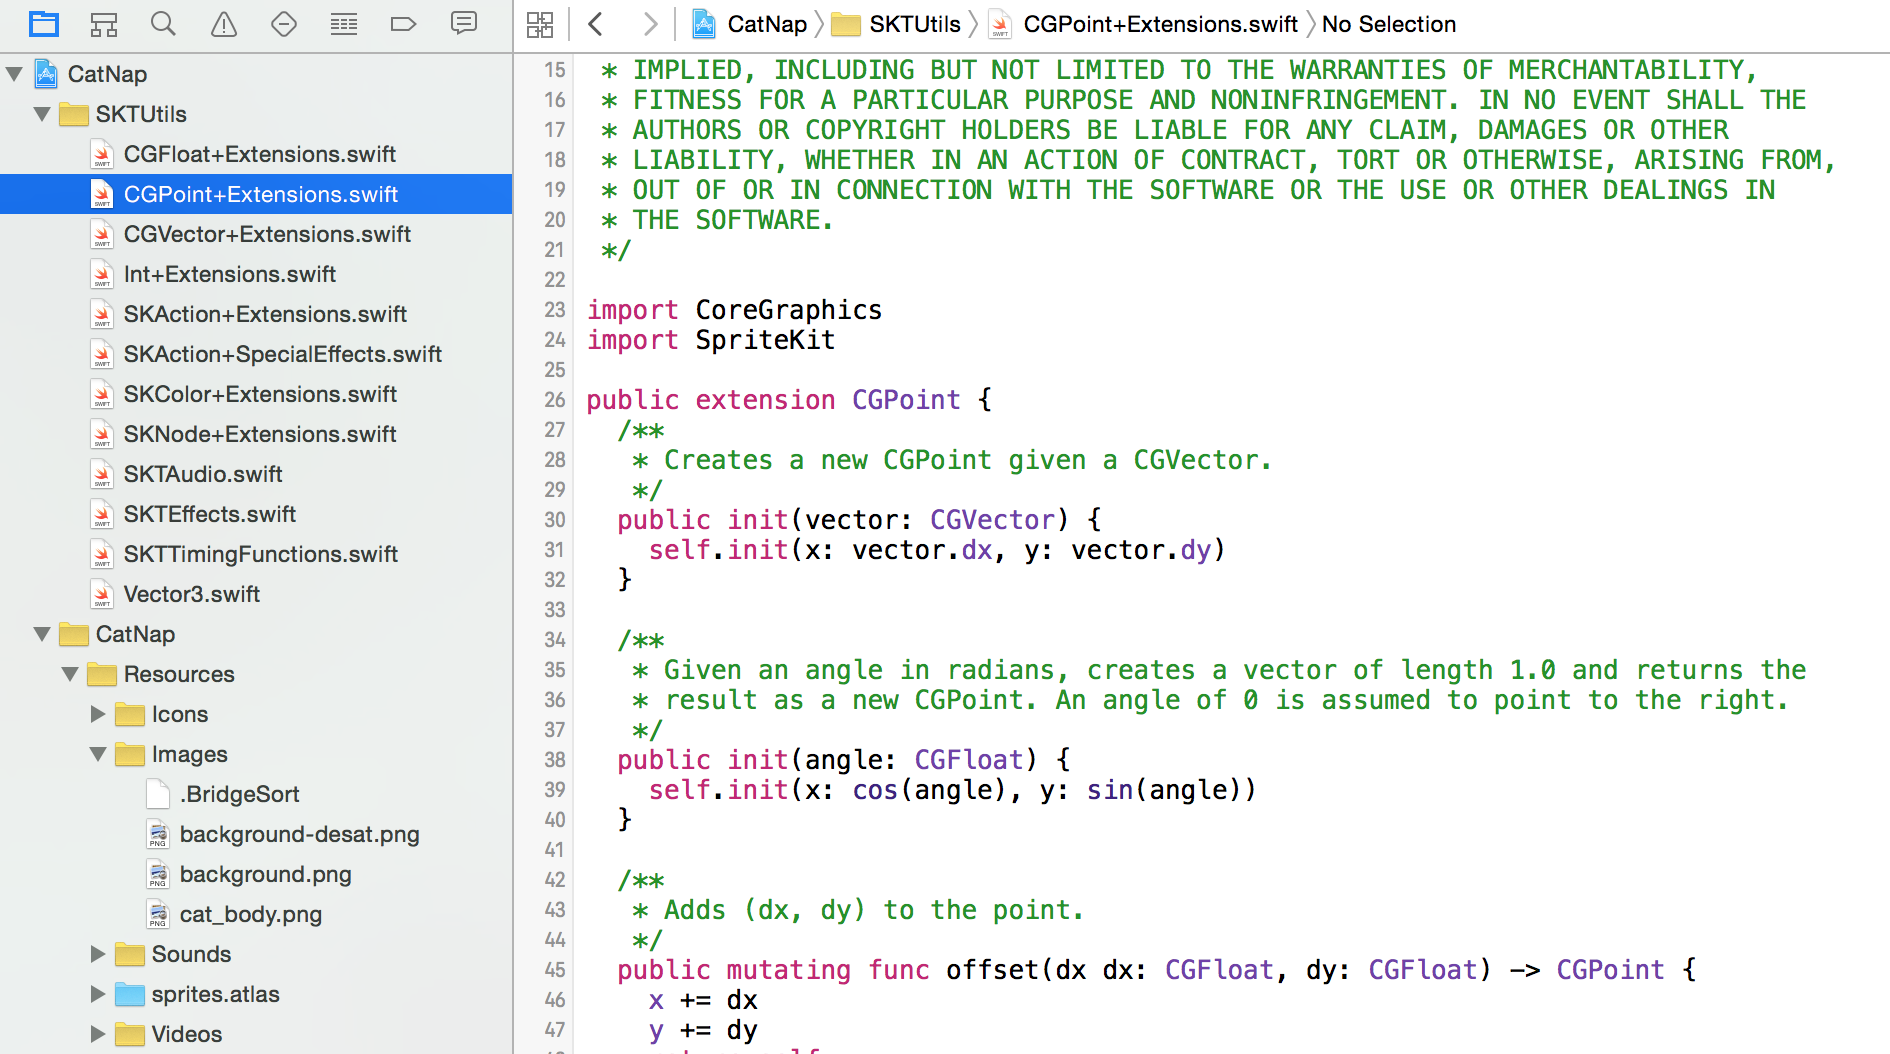 CatNap
SKTUtils
CGFloat+Extensions.swift
CGPoint+Extensions.swift
CGVector+Extensions.swift
Int+Extensions.swift
SKAction+Extensions.swift
SKAction+SpecialEffects.swift
SKColor+Extensions.swift
SKNode+Extensions.swift
SKTAudio.swift
SKTEffects.swift
SKTTimingFunctions.swift
Vector3.swift
CatNap
Resources
Icons
Images
.BridgeSort
background-desat.png
background.png
cat_body.png
Sounds
sprites.atlas
Videos
CatNap SKTUtils CGPoint+Extensions.swift No Selection
15 * IMPLIED, INCLUDING BUT NOT LIMITED TO THE WARRANTIES OF MERCHANTABILITY,
16 * FITNESS FOR A PARTICULAR PURPOSE AND NONINFRINGEMENT. IN NO EVENT SHALL THE
17 * AUTHORS OR COPYRIGHT HOLDERS BE LIABLE FOR ANY CLAIM, DAMAGES OR OTHER
18 * LIABILITY, WHETHER IN AN ACTION OF CONTRACT, TORT OR OTHERWISE, ARISING FROM,
19 * OUT OF OR IN CONNECTION WITH THE SOFTWARE OR THE USE OR OTHER DEALINGS IN
20 * THE SOFTWARE.
21 */
22
23 import CoreGraphics
24 import SpriteKit
25
26 public extension CGPoint {
27 /**
28 * Creates a new CGPoint given a CGVector.
29 */
30 public init(vector: CGVector) {
31 self.init(x: vector.dx, y: vector.dy)
32 }
33
34 /**
35 * Given an angle in radians, creates a vector of length 1.0 and returns the
36 * result as a new CGPoint. An angle of 0 is assumed to point to the right.
37 */
38 public init(angle: CGFloat) {
39 self.init(x: cos(angle), y: sin(angle))
40 }
41
42 /**
43 * Adds (dx, dy) to the point.
44 */
45 public mutating func offset(dx dx: CGFloat, dy: CGFloat) -> CGPoint {
46 x += dx
47 y += dy